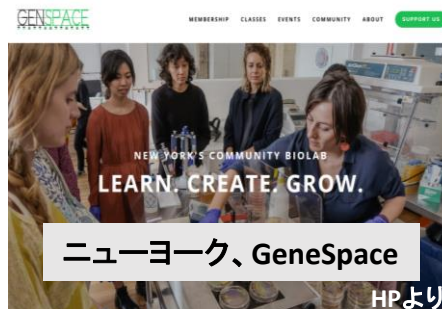 GENSPACE
MEMBERSHIP CLASSES EVENTS COMMUNITY ABOUT SUPPORT US
NEW YORK'S COMMUNITY BIOLAB
LEARN. CREATE. GROW.
ニューヨーク、GeneSpace
HPより